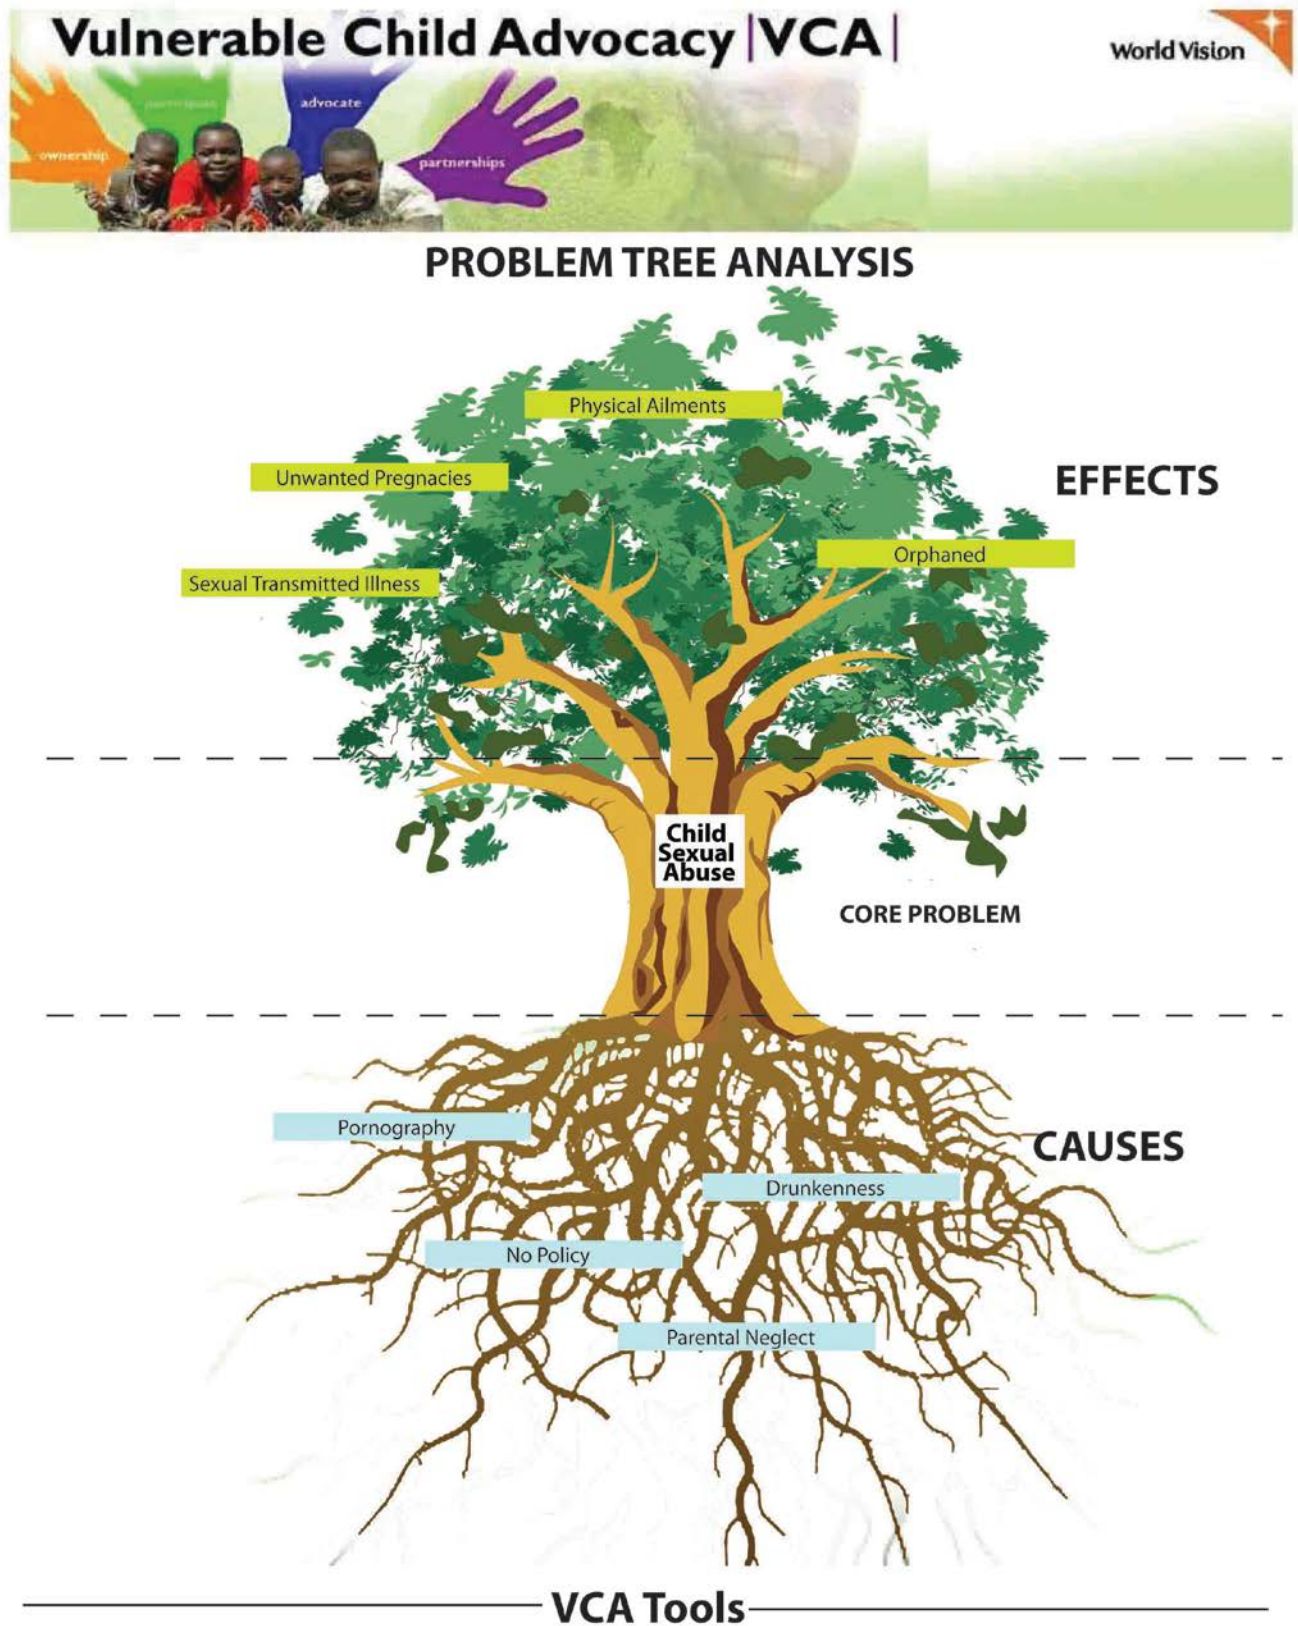 Vulnerable Child Advocacy |VCA|
World Vision
advocate
ownership
partnerships
PROBLEM TREE ANALYSIS
Physical Ailments
Unwanted Pregnacies
EFFECTS
Orphaned
Sexual Transmitted Illness
Child
Sexual
Abuse
CORE PROBLEM
Pornography
CAUSES
Drunkenness
No Policy
Parental Neglect
VCA Tools